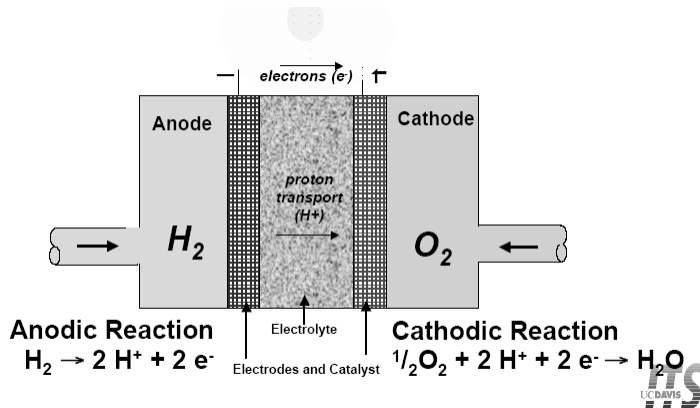 − electrons (e-) +
Anode
Cathode
proton
transport
(H+)
H₂
O₂
Electrolyte
Electrodes and Catalyst
Anodic Reaction
H₂ → 2 H⁺ + 2 e⁻
Cathodic Reaction
¹/₂O₂ + 2 H⁺ + 2 e⁻ → H₂O
ITS
UCDAVIS